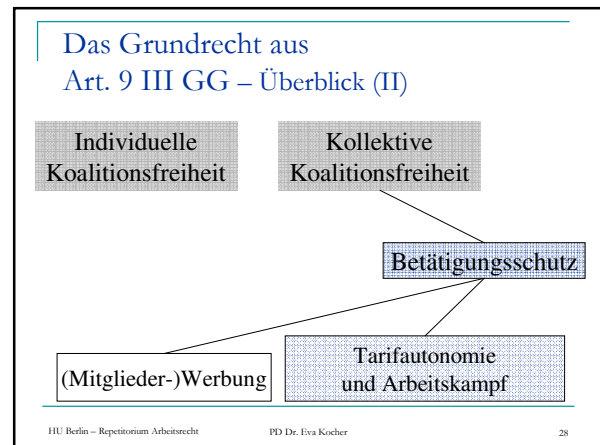 Das Grundrecht aus
Art. 9 III GG – Überblick (II)
Individuelle
Koalitionsfreiheit
Kollektive
Koalitionsfreiheit
Betätigungsschutz
(Mitglieder-)Werbung
Tarifautonomie
und Arbeitskampf
HU Berlin – Repetitorium Arbeitsrecht PD Dr. Eva Kocher 28